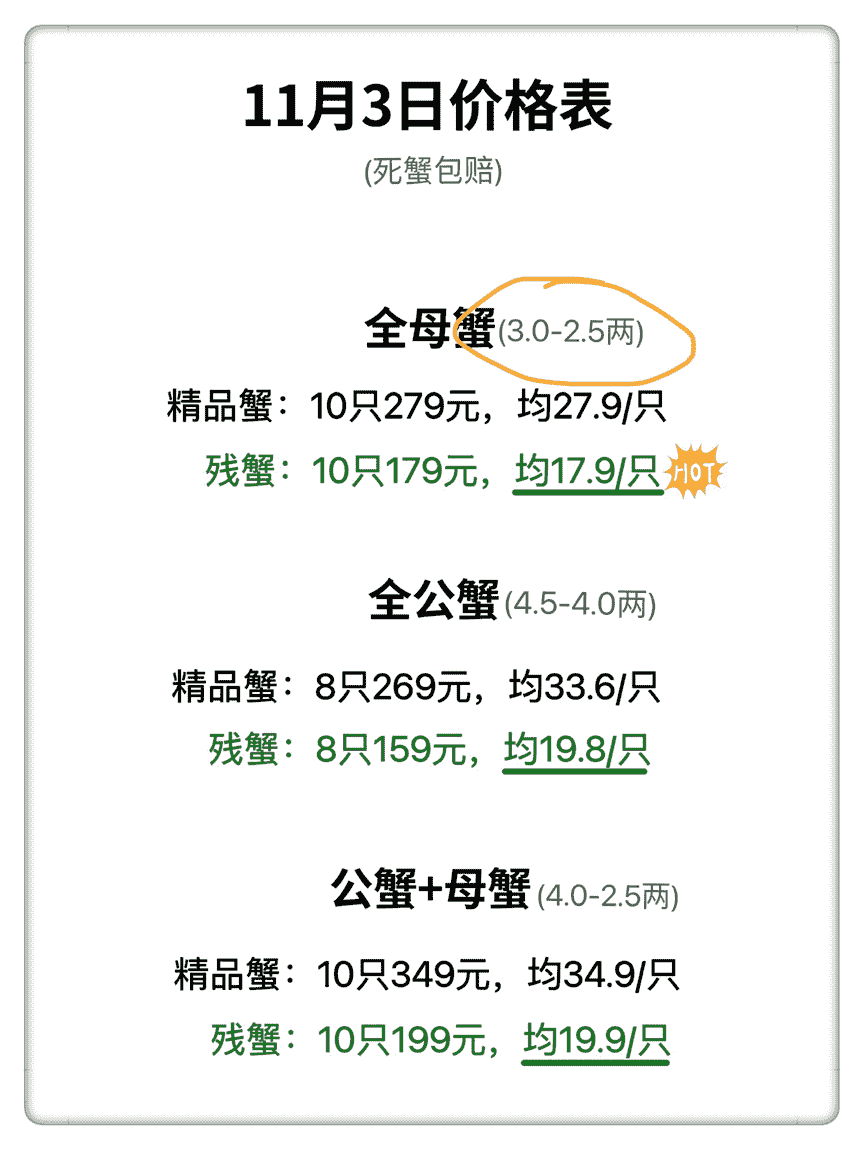 11月3日价格表
(死蟹包赔)
全母蟹(3.0-2.5两)
精品蟹：10只279元，均27.9/只
残蟹：10只179元，均17.9/只 HOT
全公蟹(4.5-4.0两)
精品蟹：8只269元，均33.6/只
残蟹：8只159元，均19.8/只
公蟹+母蟹(4.0-2.5两)
精品蟹：10只349元，均34.9/只
残蟹：10只199元，均19.9/只